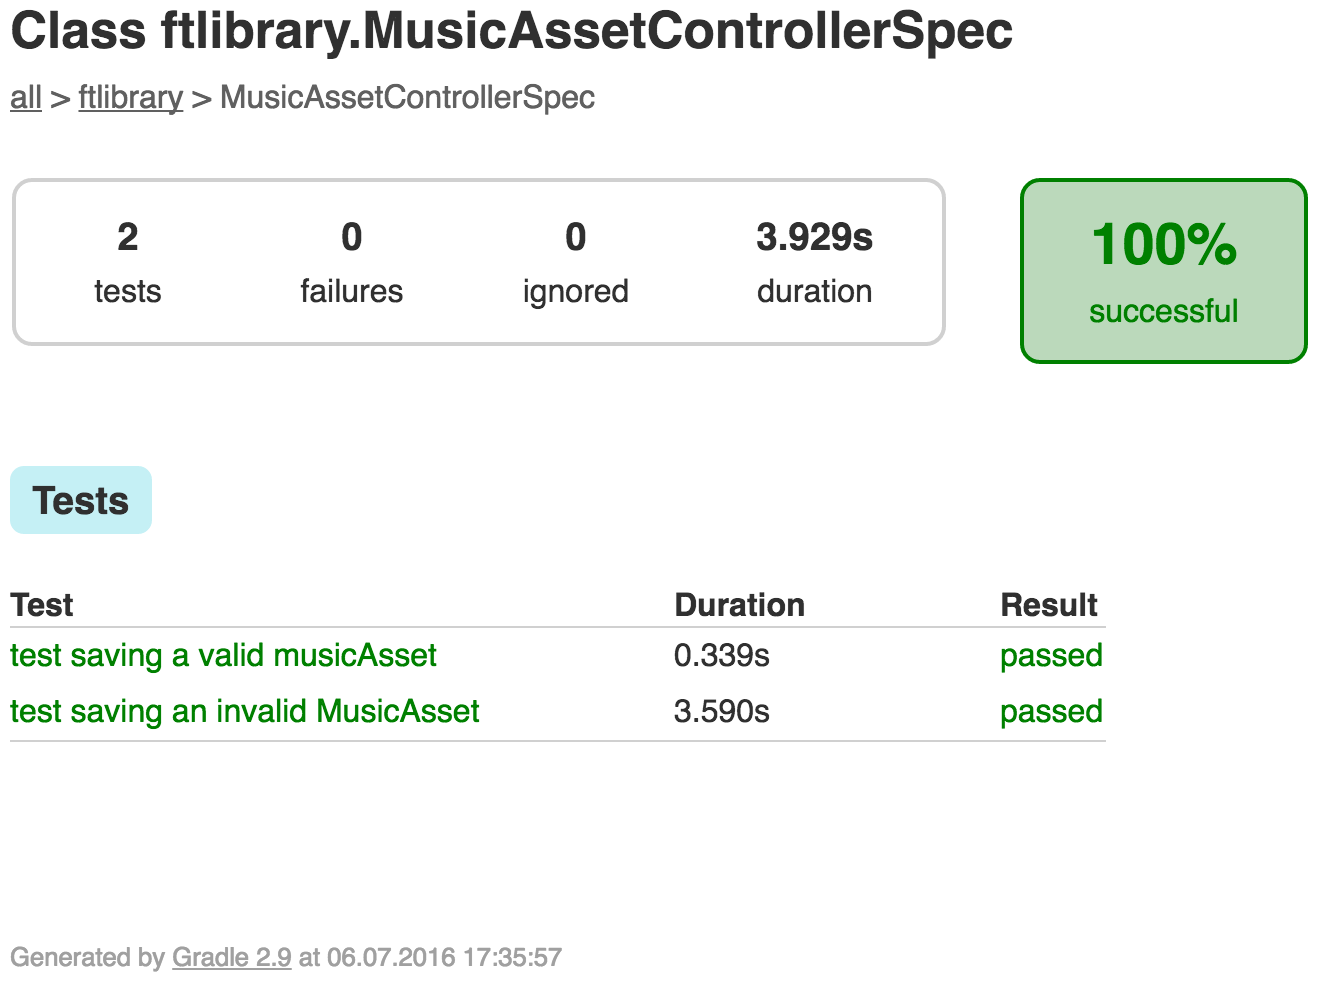 Class ftlibrary.MusicAssetControllerSpec
all > ftlibrary > MusicAssetControllerSpec
2 0 0 3.929s
tests failures ignored duration
100%
successful
Tests
Test Duration Result
test saving a valid musicAsset 0.339s passed
test saving an invalid MusicAsset 3.590s passed
Generated by Gradle 2.9 at 06.07.2016 17:35:57